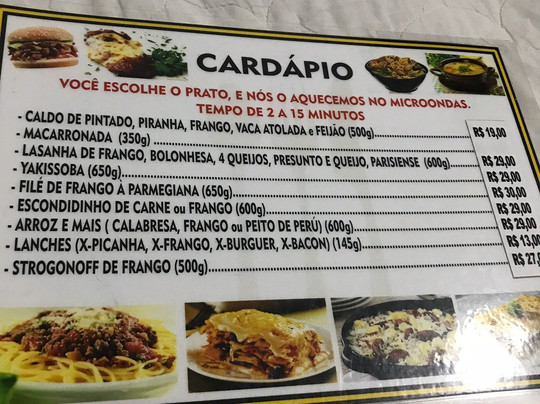 CARDÁPIO
VOCÊ ESCOLHE O PRATO, E NÓS O AQUECEMOS NO MICROONDAS.
TEMPO DE 2 A 15 MINUTOS
- CALDO DE PINTADO, PIRANHA, FRANGO, VACA ATOLADA e FEIJÃO (500g) R$ 19,00
- MACARRONADA (350g)
- LASANHA DE FRANGO, BOLONHESA, 4 QUEIJOS, PRESUNTO E QUEIJO, PARISIENSE (600g) R$ 29,00
- YAKISSOBA (650g) R$ 29,00
- FILÉ DE FRANGO À PARMEGIANA (650g) R$ 30,00
- ESCONDIDINHO DE CARNE ou FRANGO (600g) R$ 29,00
- ARROZ E MAIS ( CALABRESA, FRANGO ou PEITO DE PERÚ) (600g) R$ 29,00
- LANCHES (X-PICANHA, X-FRANGO, X-BURGUER, X-BACON) (145g) R$ 13,00
- STROGONOFF DE FRANGO (500g) R$ 27,